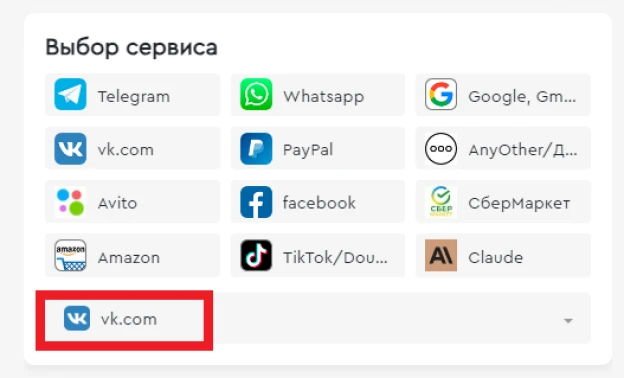 Выбор сервиса
Telegram
Whatsapp
Google, Gm...
vk.com
PayPal
AnyOther/Д...
Avito
facebook
СБЕР
СберМаркет
amazon
Amazon
TikTok/Dou...
Claude
vk.com